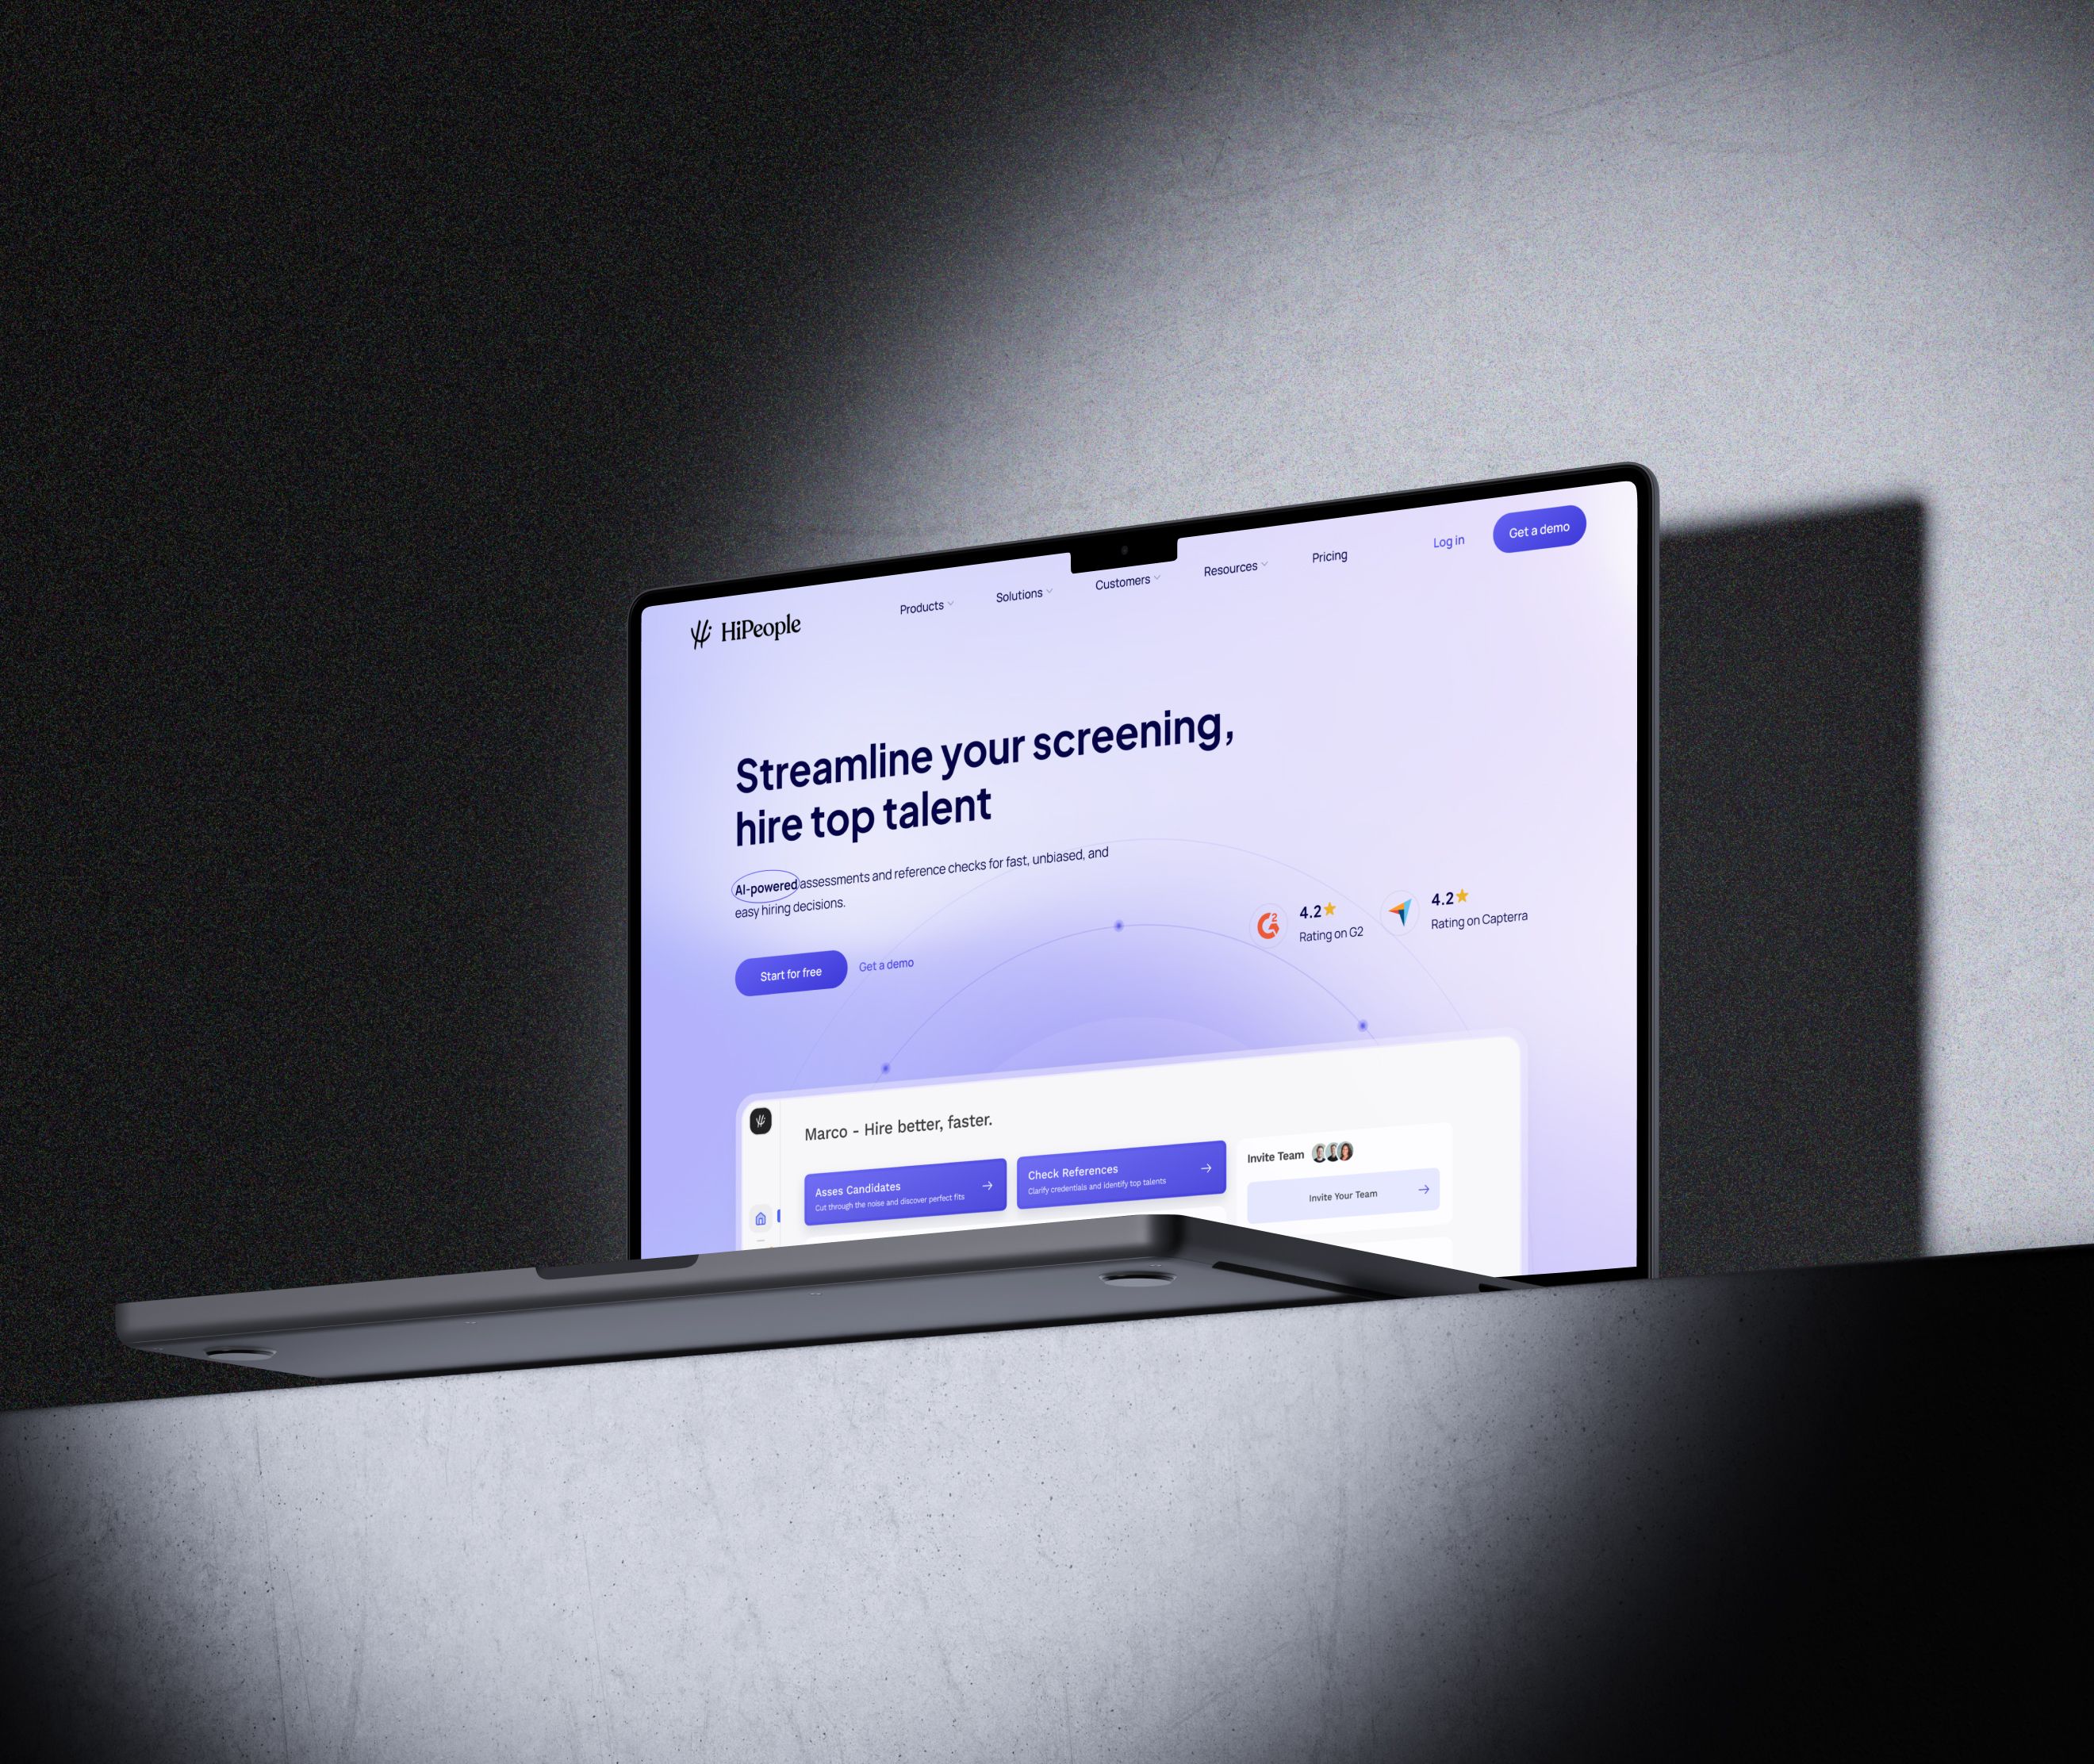 HiPeople
Products
Solutions
Customers
Resources
Pricing
Log in
Get a demo
Streamline your screening,
hire top talent
AI-powered assessments and reference checks for fast, unbiased, and
easy hiring decisions.
Start for free
Get a demo
4.2
Rating on G2
4.2
Rating on Capterra
Marco - Hire better, faster.
Asses Candidates
Cut through the noise and discover perfect fits
Check References
Clarify credentials and identify top talents
Invite Team
Invite Your Team